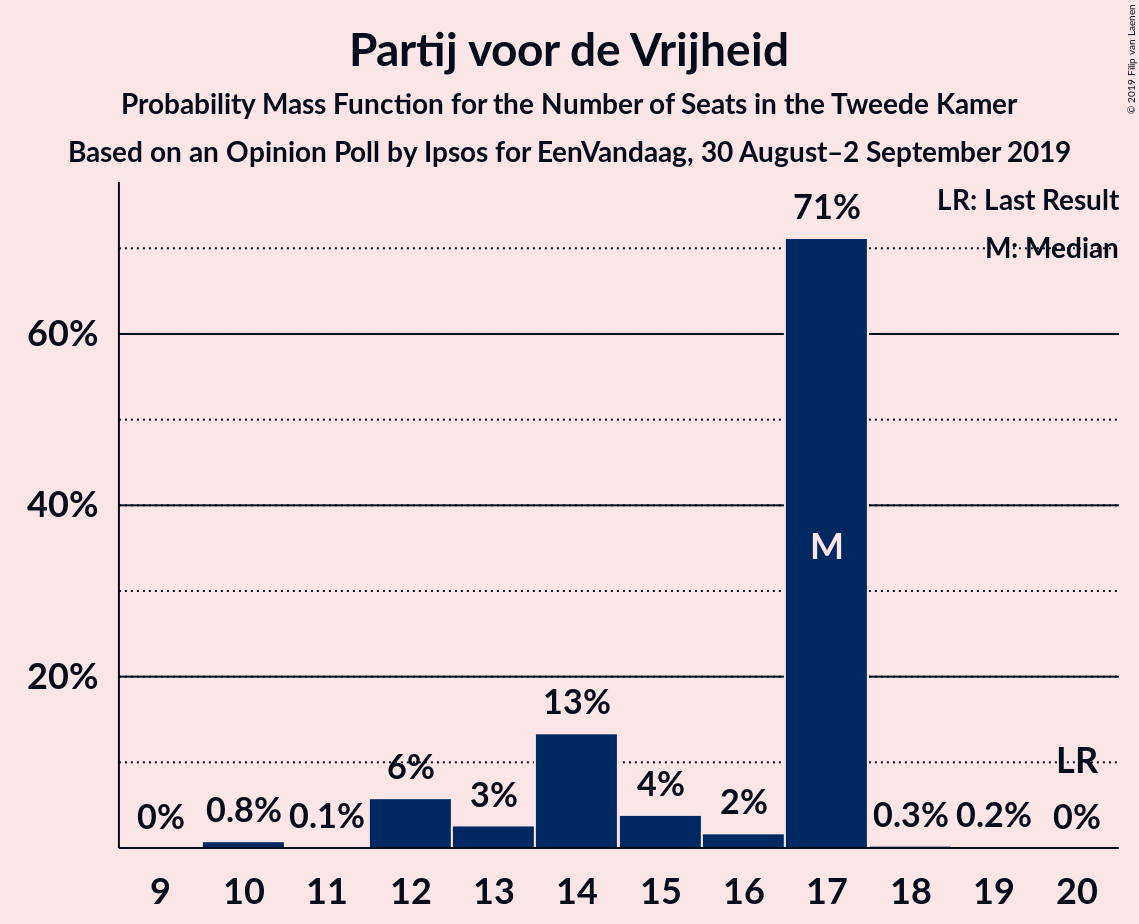 Partij voor de Vrijheid
Probability Mass Function for the Number of Seats in the Tweede Kamer
Based on an Opinion Poll by Ipsos for EenVandaag, 30 August–2 September 2019
© 2019 Filip van Laenen
LR: Last Result
M: Median
60%
40%
20%
0%
0.8%
0.1%
6%
3%
13%
4%
2%
71%
M
0.3%
0.2%
LR
0%
9 10 11 12 13 14 15 16 17 18 19 20